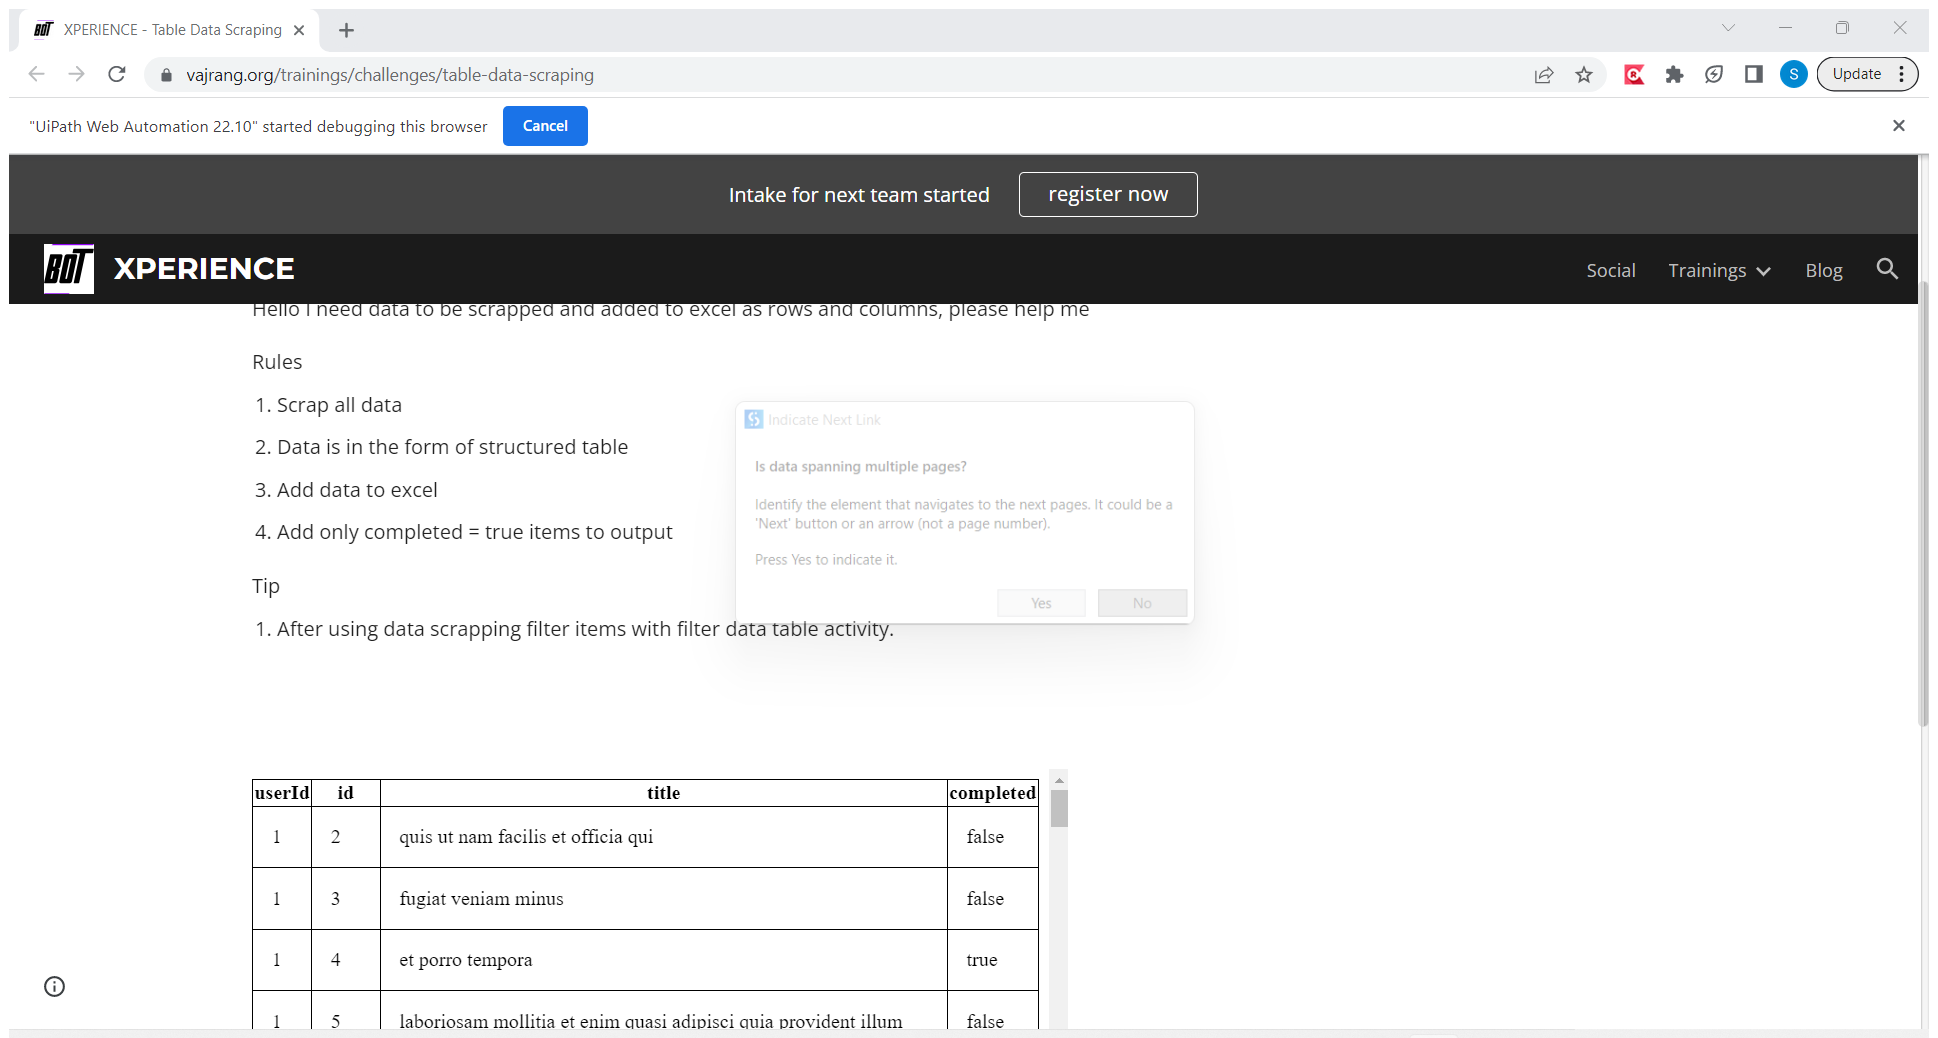 BOT XPERIENCE - Table Data Scraping
vajrang.org/trainings/challenges/table-data-scraping
S Update
"UiPath Web Automation 22.10" started debugging this browser Cancel
Intake for next team started register now
BOT XPERIENCE Social Trainings Blog
Hello I need data to be scrapped and added to excel as rows and columns, please help me
Rules
1. Scrap all data
2. Data is in the form of structured table
3. Add data to excel
4. Add only completed = true items to output
Tip
1. After using data scrapping filter items with filter data table activity.
Indicate Next Link
Is data spanning multiple pages?
Identify the element that navigates to the next pages. It could be a
'Next' button or an arrow (not a page number).
Press Yes to indicate it.
Yes No
userId id title completed
1 2 quis ut nam facilis et officia qui false
1 3 fugiat veniam minus false
1 4 et porro tempora true
1 5 laboriosam mollitia et enim quasi adipisci quia provident illum false